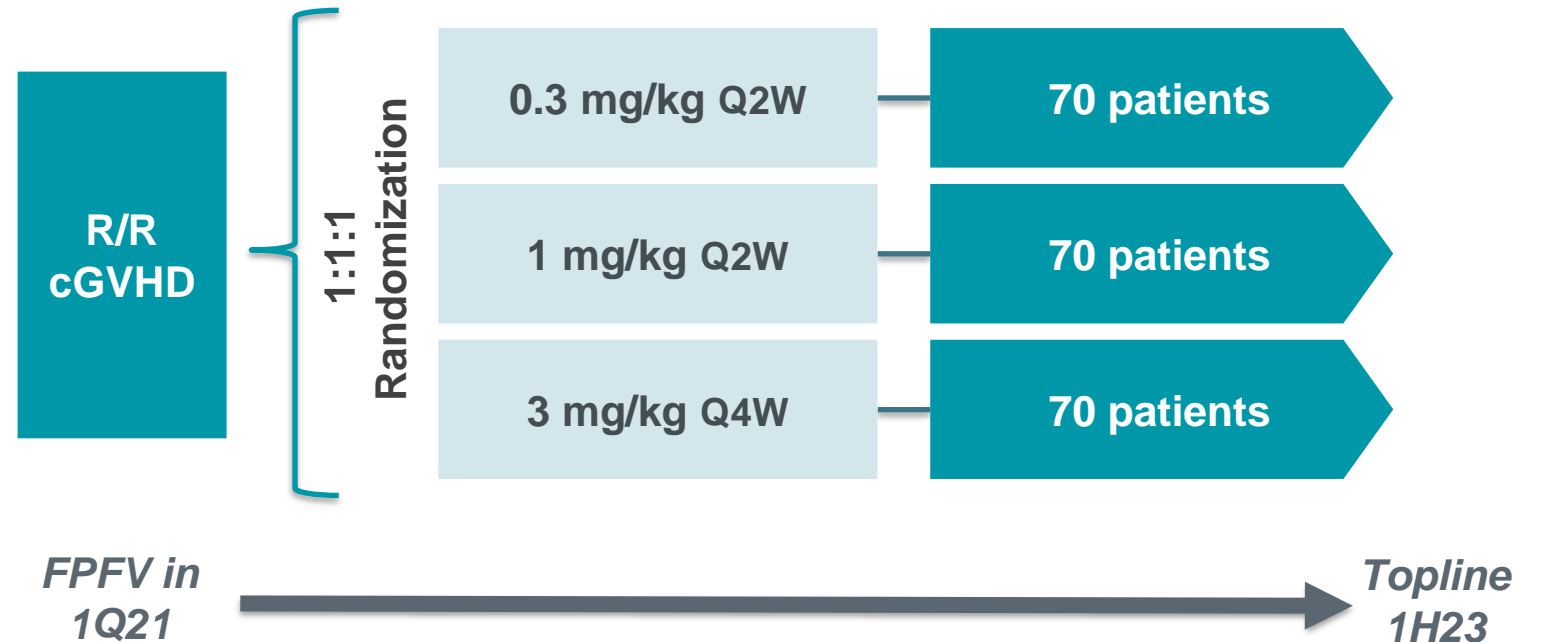 R/R
cGVHD
1:1:1
Randomization
0.3 mg/kg Q2W
70 patients
1 mg/kg Q2W
70 patients
3 mg/kg Q4W
70 patients
FPFV in
1Q21
Topline
1H23